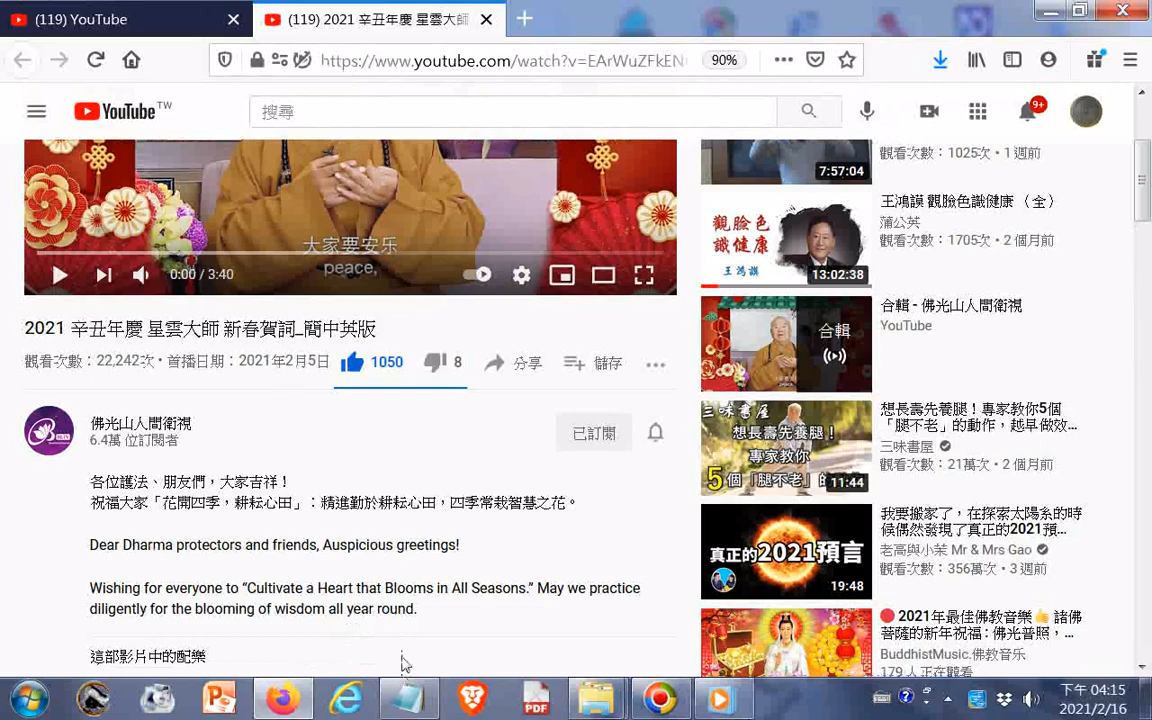 (119) YouTube
(119) 2021 辛丑年慶 星雲大師
https://www.youtube.com/watch?v=EArWuZFkEN
90%
YouTube TW
搜尋
9+
大家要安乐
peace,
0:00 / 3:40
2021 辛丑年慶 星雲大師 新春賀詞_簡中英版
觀看次數：22,242次・首播日期：2021年2月5日
1050
8
分享
儲存
佛光山人間衛視
6.4萬 位訂閱者
已訂閱
各位護法、朋友們，大家吉祥！
祝福大家「花開四季，耕耘心田」：精進勤於耕耘心田，四季常栽智慧之花。
Dear Dharma protectors and friends, Auspicious greetings!
Wishing for everyone to “Cultivate a Heart that Blooms in All Seasons.” May we practice
diligently for the blooming of wisdom all year round.
這部影片中的配樂
7:57:04
觀看次數：1025次・1 週前
觀臉色
識健康
王鴻謨
13:02:38
王鴻謨 觀臉色識健康 （全）
蒲公英
觀看次數：1705次・2 個月前
合輯
合輯 - 佛光山人間衛視
YouTube
三味書屋
想長壽先養腿！
專家教你
5個「腿不老」的
11:44
想長壽先養腿！專家教你5個
「腿不老」的動作，越早做效...
三味書屋
觀看次數：21萬次・2 個月前
真正的2021預言
19:48
我要搬家了，在探索太陽系的時
候偶然發現了真正的2021預...
老高與小茉 Mr & Mrs Gao
觀看次數：356萬次・3 週前
2021年最佳佛教音樂👍 諸佛
菩薩的新年祝福: 佛光普照，...
BuddhistMusic.佛教音乐
179 人正在觀看
PDF
下午 04:15
2021/2/16